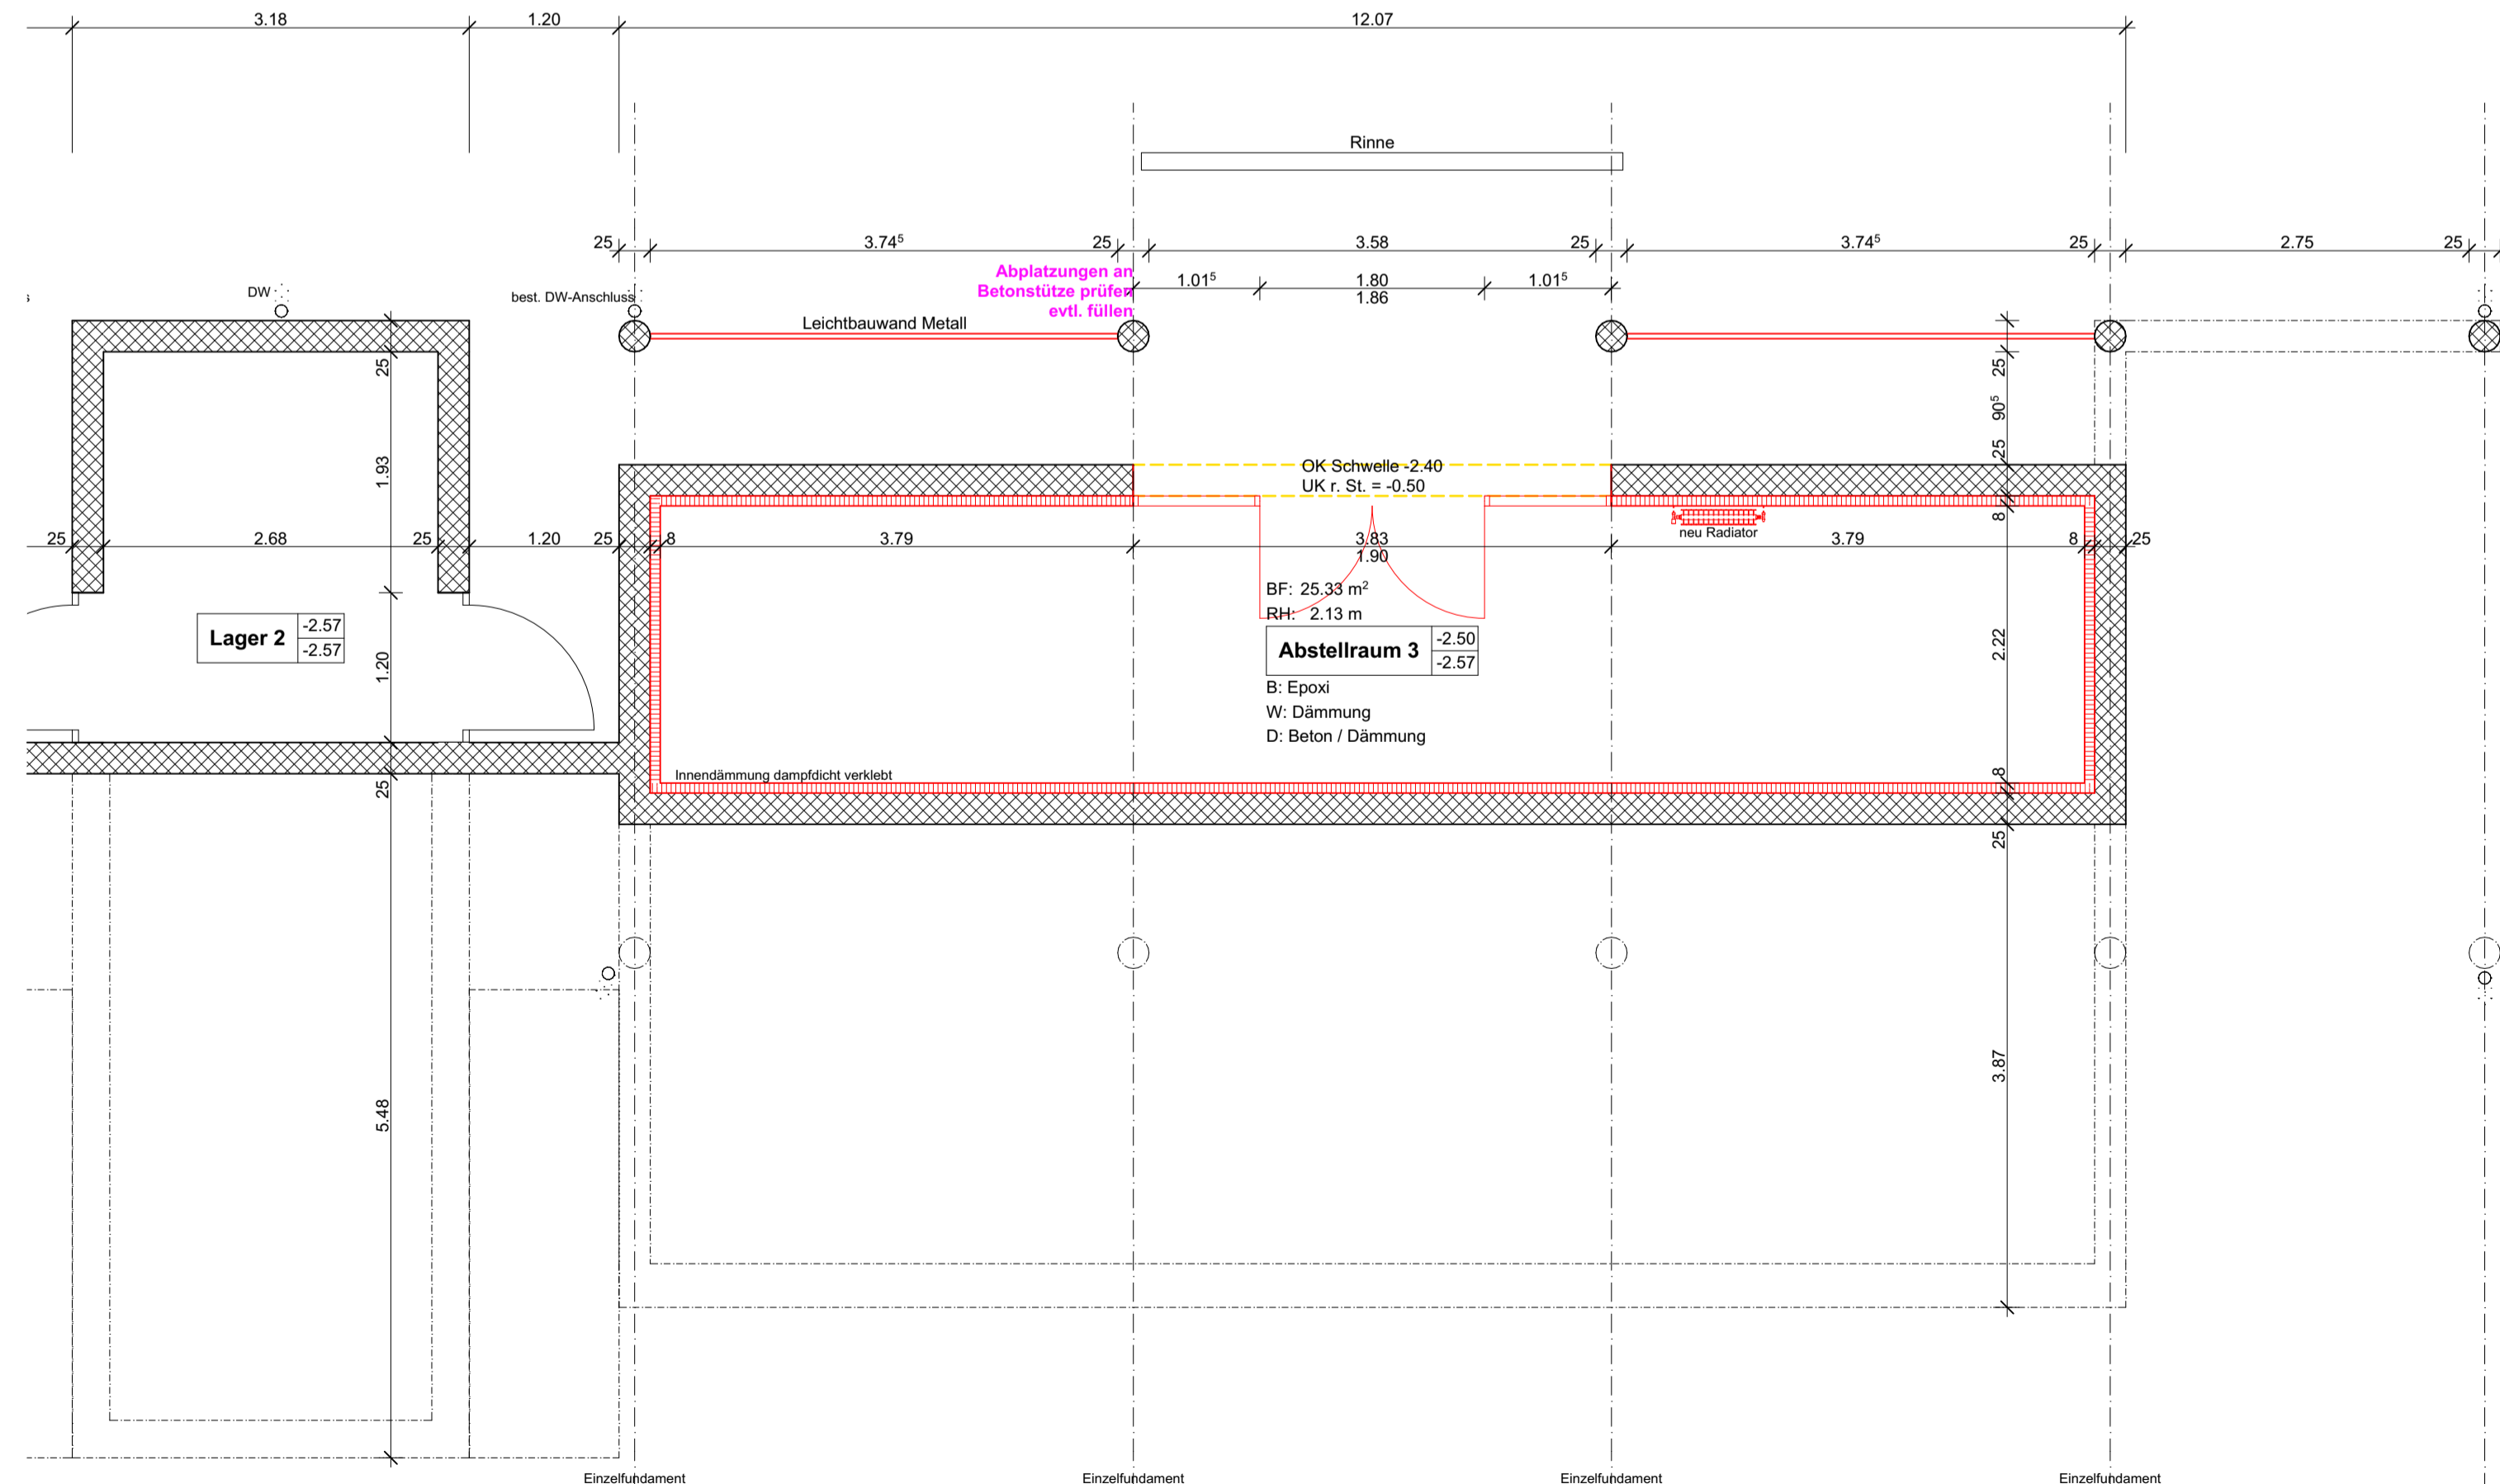 3.18 1.20 12.07
Rinne
25 3.74⁵ 25 3.58 25 3.74⁵ 25 2.75 25
Abplatzungen an
Betonstütze prüfen
evtl. füllen
1.01⁵ 1.80 1.01⁵
1.86
DW
best. DW-Anschluss
Leichtbauwand Metall
25
1.93
1.20
25
5.48
25
90⁵
25
8
2.22
8
25
3.87
OK Schwelle -2.40
UK r. St. = -0.50
neu Radiator
25 2.68 25 1.20 25 8 3.79 3.83 3.79 8 25
1.90
BF: 25.33 m²
RH: 2.13 m
Lager 2 -2.57
-2.57
Abstellraum 3 -2.50
-2.57
B: Epoxi
W: Dämmung
D: Beton / Dämmung
Innendämmung dampfdicht verklebt
Einzelfundament Einzelfundament Einzelfundament Einzelfundament